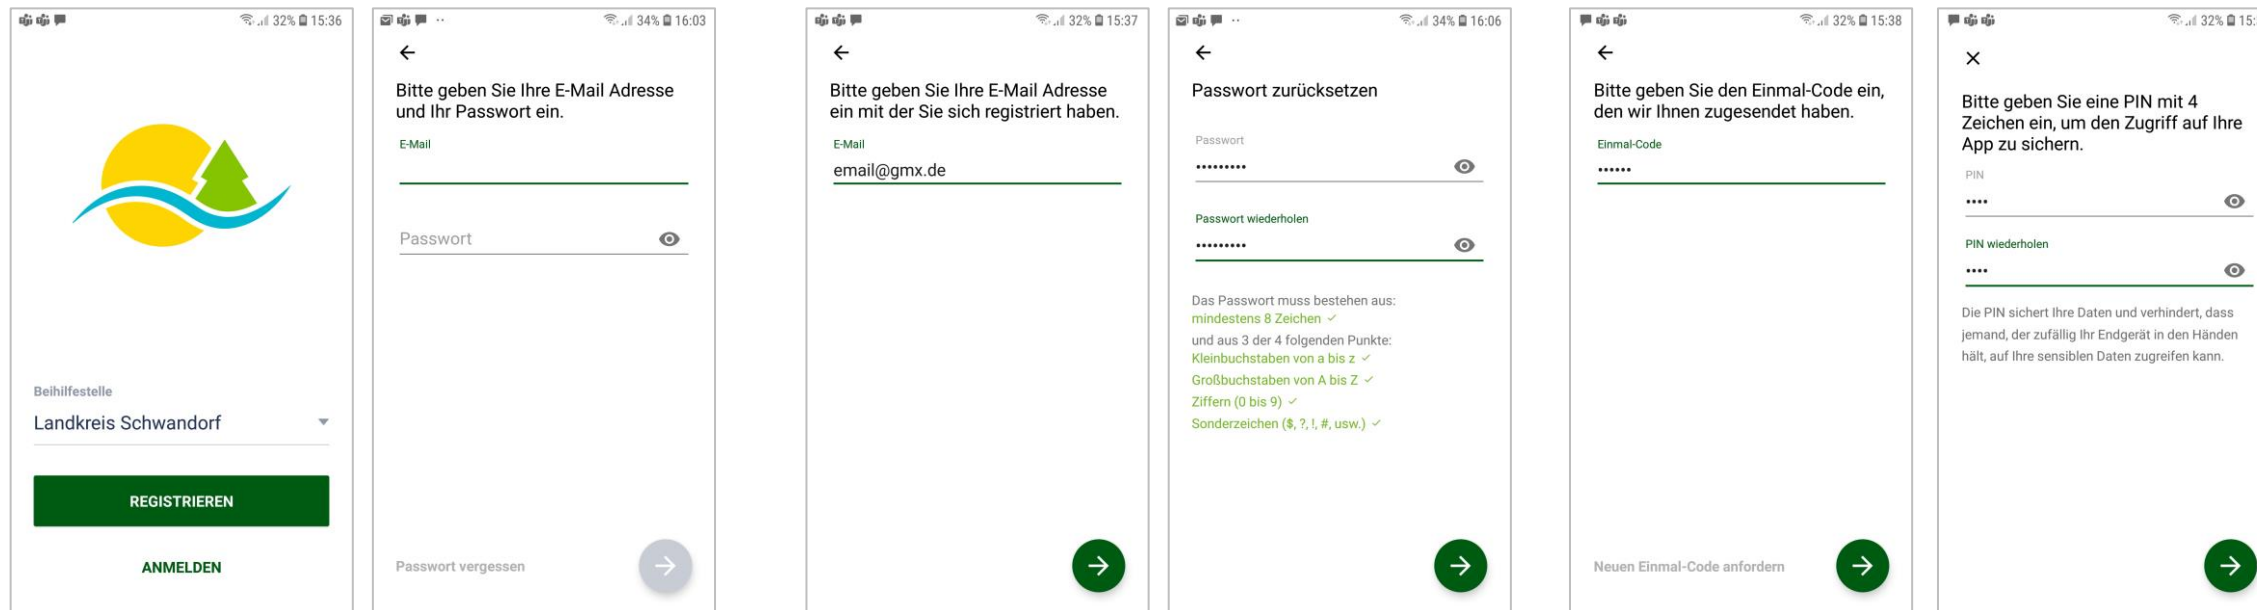 32% 15:36
Beihilfestelle
Landkreis Schwandorf
REGISTRIEREN
ANMELDEN
34% 16:03
Bitte geben Sie Ihre E-Mail Adresse
und Ihr Passwort ein.
E-Mail
Passwort
Passwort vergessen
32% 15:37
Bitte geben Sie Ihre E-Mail Adresse
ein mit der Sie sich registriert haben.
E-Mail
email@gmx.de
34% 16:06
Passwort zurücksetzen
Passwort
•••••••••
Passwort wiederholen
•••••••••
Das Passwort muss bestehen aus:
mindestens 8 Zeichen ✓
und aus 3 der 4 folgenden Punkte:
Kleinbuchstaben von a bis z ✓
Großbuchstaben von A bis Z ✓
Ziffern (0 bis 9) ✓
Sonderzeichen ($, ?, !, #, usw.) ✓
32% 15:38
Bitte geben Sie den Einmal-Code ein,
den wir Ihnen zugesendet haben.
Einmal-Code
••••••
Neuen Einmal-Code anfordern
32%
Bitte geben Sie eine PIN mit 4
Zeichen ein, um den Zugriff auf Ihre
App zu sichern.
PIN
••••
PIN wiederholen
••••
Die PIN sichert Ihre Daten und verhindert, dass
jemand, der zufällig Ihr Endgerät in den Händen
hält, auf Ihre sensiblen Daten zugreifen kann.